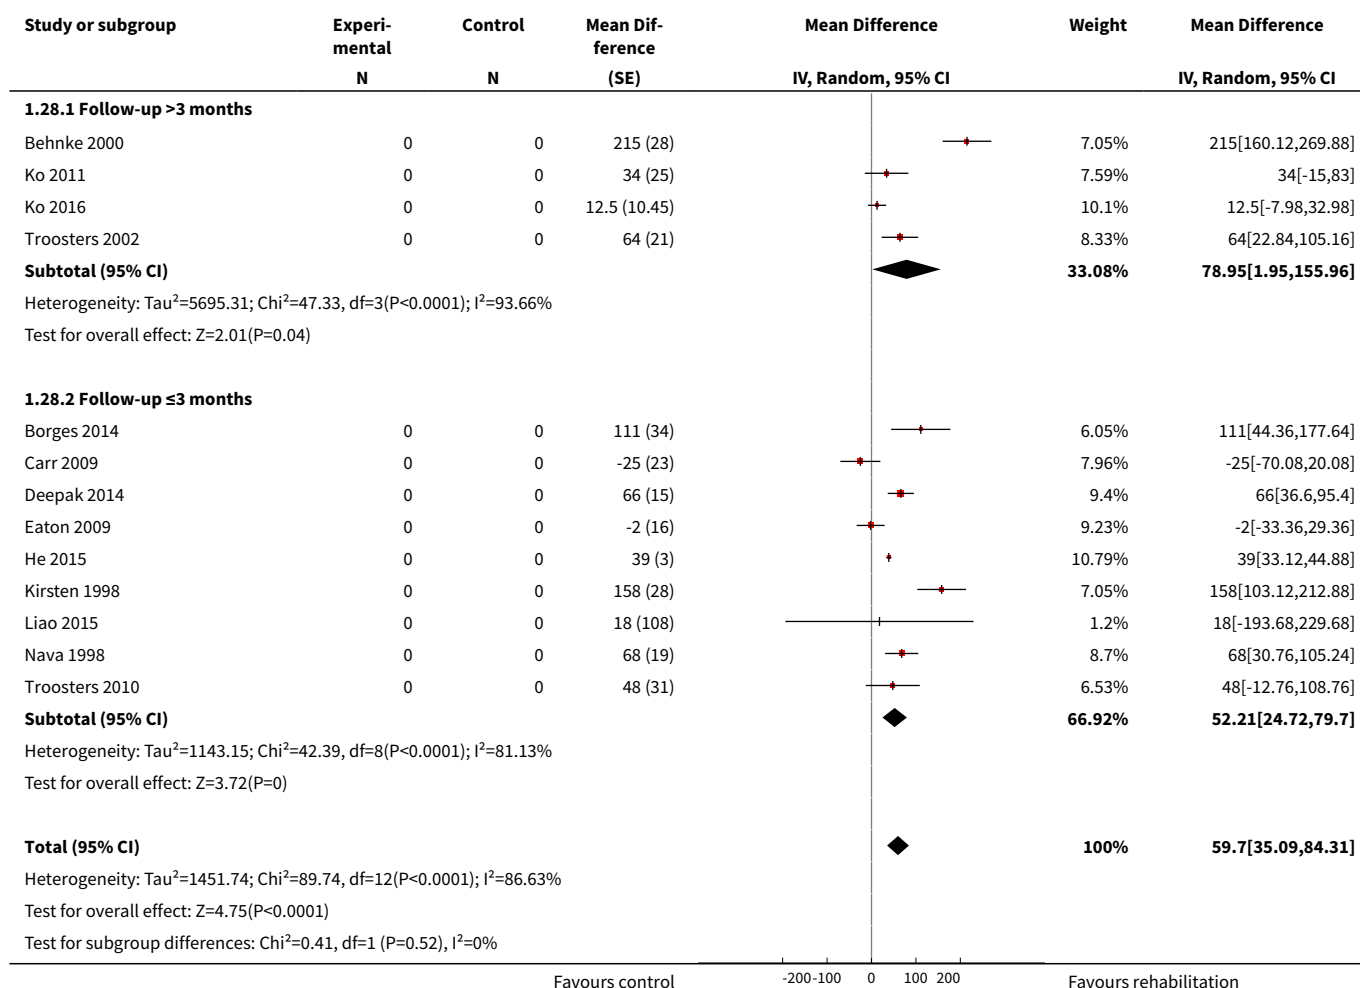 Study or subgroup Experi- Control Mean Dif- Mean Difference Weight Mean Difference
mental ference
N N (SE) IV, Random, 95% CI IV, Random, 95% CI
1.28.1 Follow-up >3 months
Behnke 2000 0 0 215 (28) 7.05% 215[160.12,269.88]
Ko 2011 0 0 34 (25) 7.59% 34[-15,83]
Ko 2016 0 0 12.5 (10.45) 10.1% 12.5[-7.98,32.98]
Troosters 2002 0 0 64 (21) 8.33% 64[22.84,105.16]
Subtotal (95% CI) 33.08% 78.95[1.95,155.96]
Heterogeneity: Tau²=5695.31; Chi²=47.33, df=3(P<0.0001); I²=93.66%
Test for overall effect: Z=2.01(P=0.04)
1.28.2 Follow-up ≤3 months
Borges 2014 0 0 111 (34) 6.05% 111[44.36,177.64]
Carr 2009 0 0 -25 (23) 7.96% -25[-70.08,20.08]
Deepak 2014 0 0 66 (15) 9.4% 66[36.6,95.4]
Eaton 2009 0 0 -2 (16) 9.23% -2[-33.36,29.36]
He 2015 0 0 39 (3) 10.79% 39[33.12,44.88]
Kirsten 1998 0 0 158 (28) 7.05% 158[103.12,212.88]
Liao 2015 0 0 18 (108) 1.2% 18[-193.68,229.68]
Nava 1998 0 0 68 (19) 8.7% 68[30.76,105.24]
Troosters 2010 0 0 48 (31) 6.53% 48[-12.76,108.76]
Subtotal (95% CI) 66.92% 52.21[24.72,79.7]
Heterogeneity: Tau²=1143.15; Chi²=42.39, df=8(P<0.0001); I²=81.13%
Test for overall effect: Z=3.72(P=0)
Total (95% CI) 100% 59.7[35.09,84.31]
Heterogeneity: Tau²=1451.74; Chi²=89.74, df=12(P<0.0001); I²=86.63%
Test for overall effect: Z=4.75(P<0.0001)
Test for subgroup differences: Chi²=0.41, df=1 (P=0.52), I²=0%
Favours control -200 -100 0 100 200 Favours rehabilitation